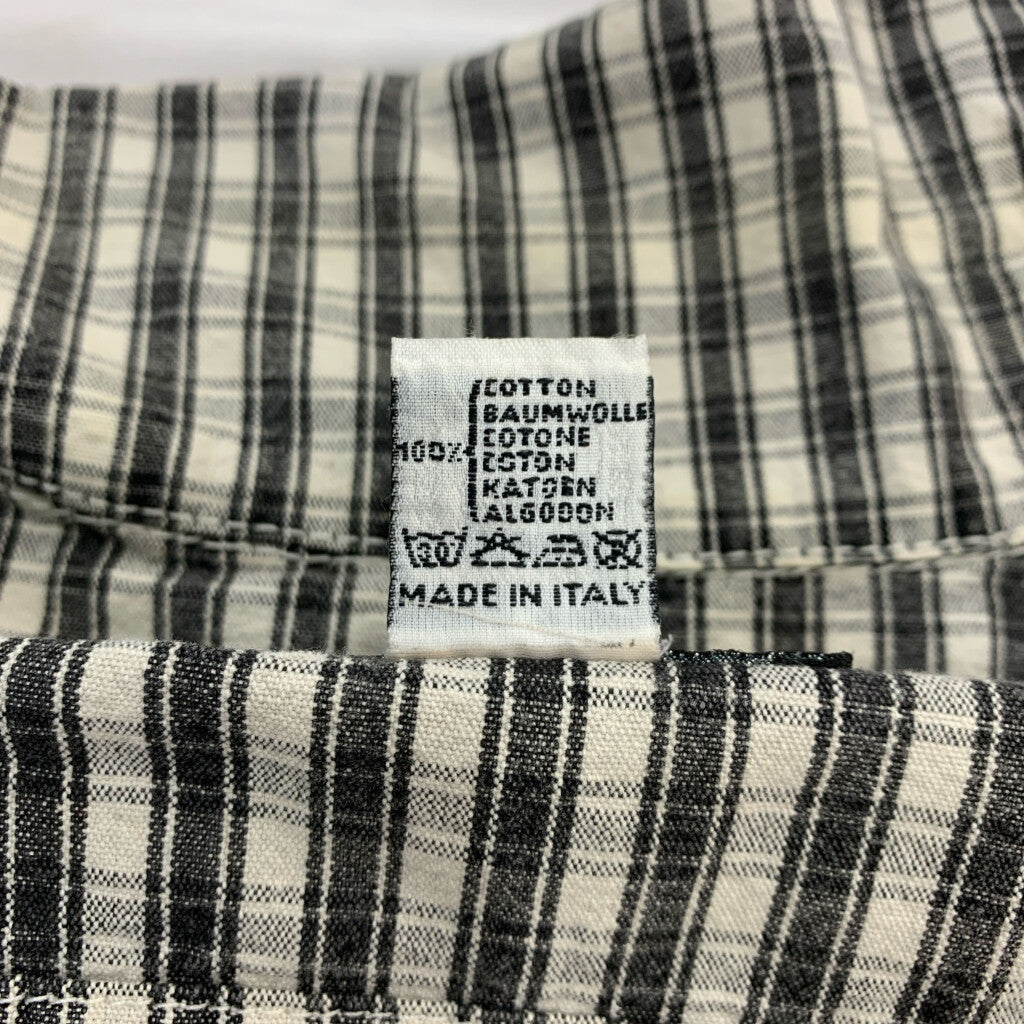 100%
COTTON
BAUMWOLLE
COTONE
COTON
KATOEN
ALGODON
30
MADE IN ITALY